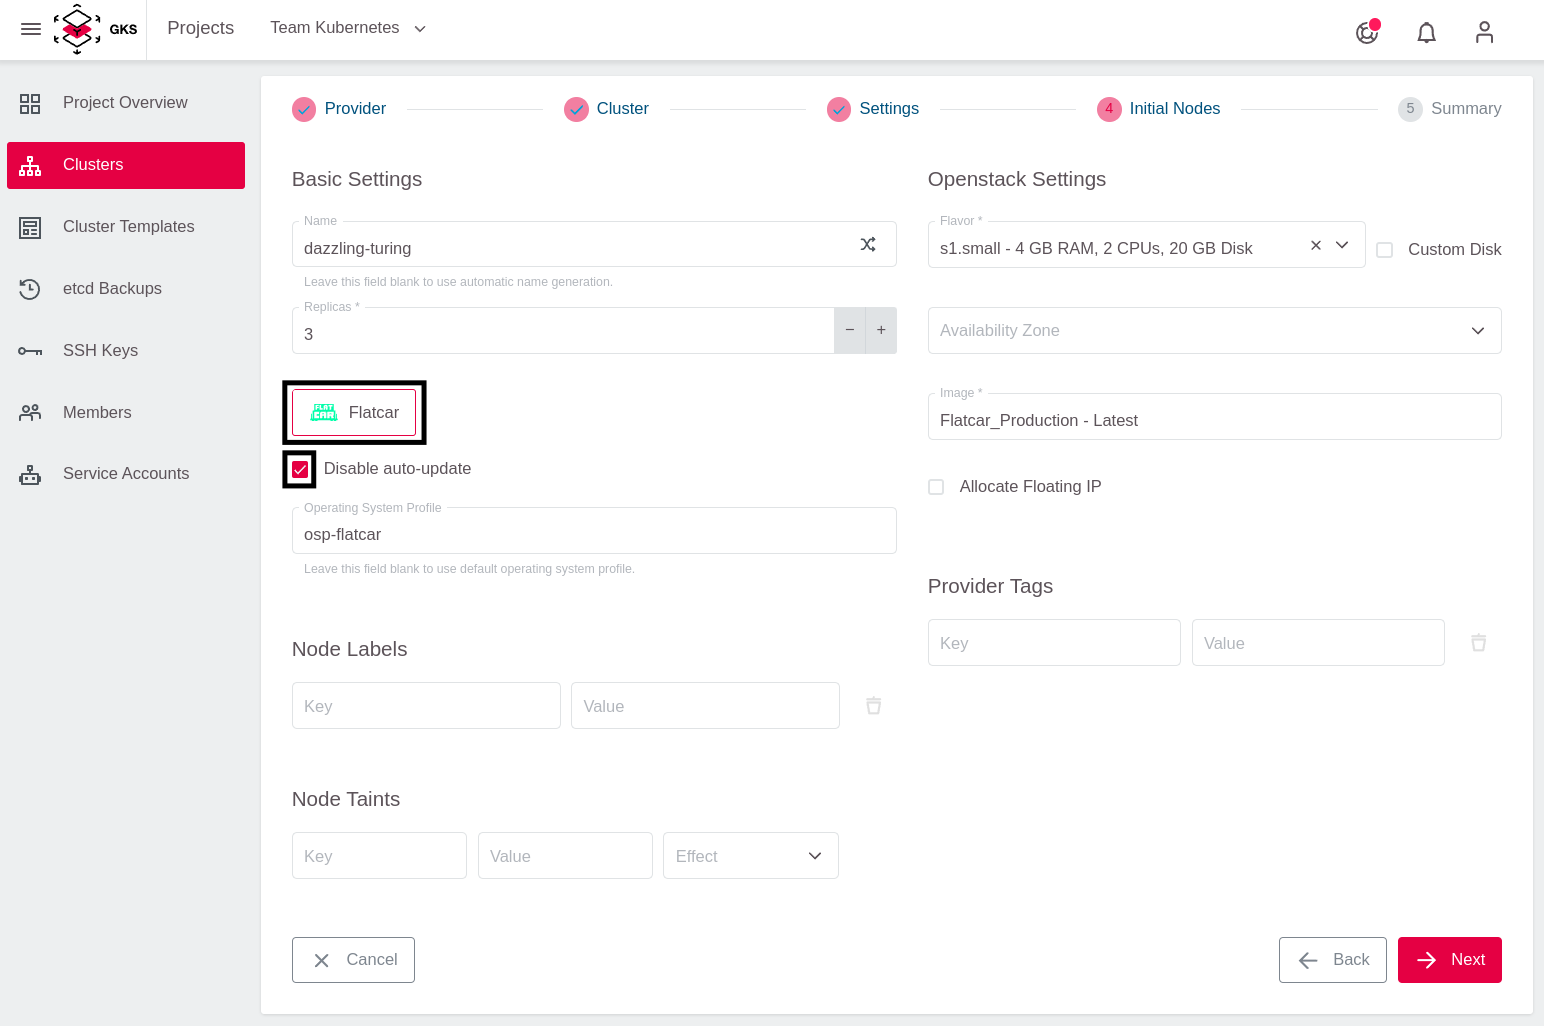 GKS
Projects
Team Kubernetes
Project Overview
Clusters
Cluster Templates
etcd Backups
SSH Keys
Members
Service Accounts
Provider
Cluster
Settings
4 Initial Nodes
5 Summary
Basic Settings
Name
dazzling-turing
Leave this field blank to use automatic name generation.
Replicas *
3
− +
FLAT
CAR
Flatcar
Disable auto-update
Operating System Profile
osp-flatcar
Leave this field blank to use default operating system profile.
Node Labels
Key
Value
Node Taints
Key
Value
Effect
Openstack Settings
Flavor *
s1.small - 4 GB RAM, 2 CPUs, 20 GB Disk
Custom Disk
Availability Zone
Image *
Flatcar_Production - Latest
Allocate Floating IP
Provider Tags
Key
Value
Cancel
Back
Next